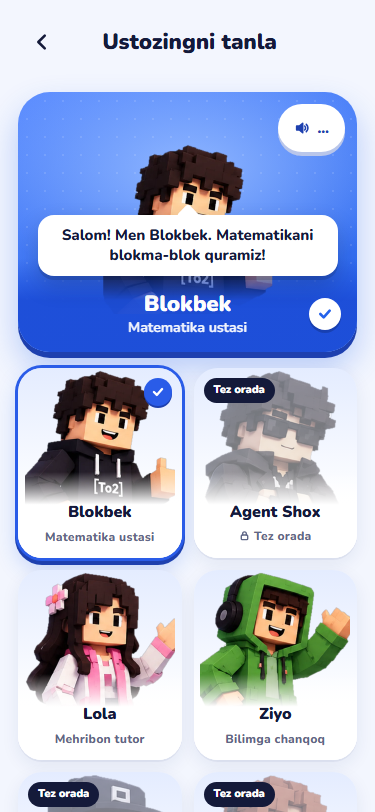 Ustozingni tanla
...
Salom! Men Blokbek. Matematikani
blokma-blok quramiz!
[To2]
Blokbek
Matematika ustasi
[To2]
Blokbek
Matematika ustasi
Tez orada
Agent Shox
Tez orada
Lola
Mehribon tutor
Ziyo
Bilimga chanqoq
Tez orada
Tez orada